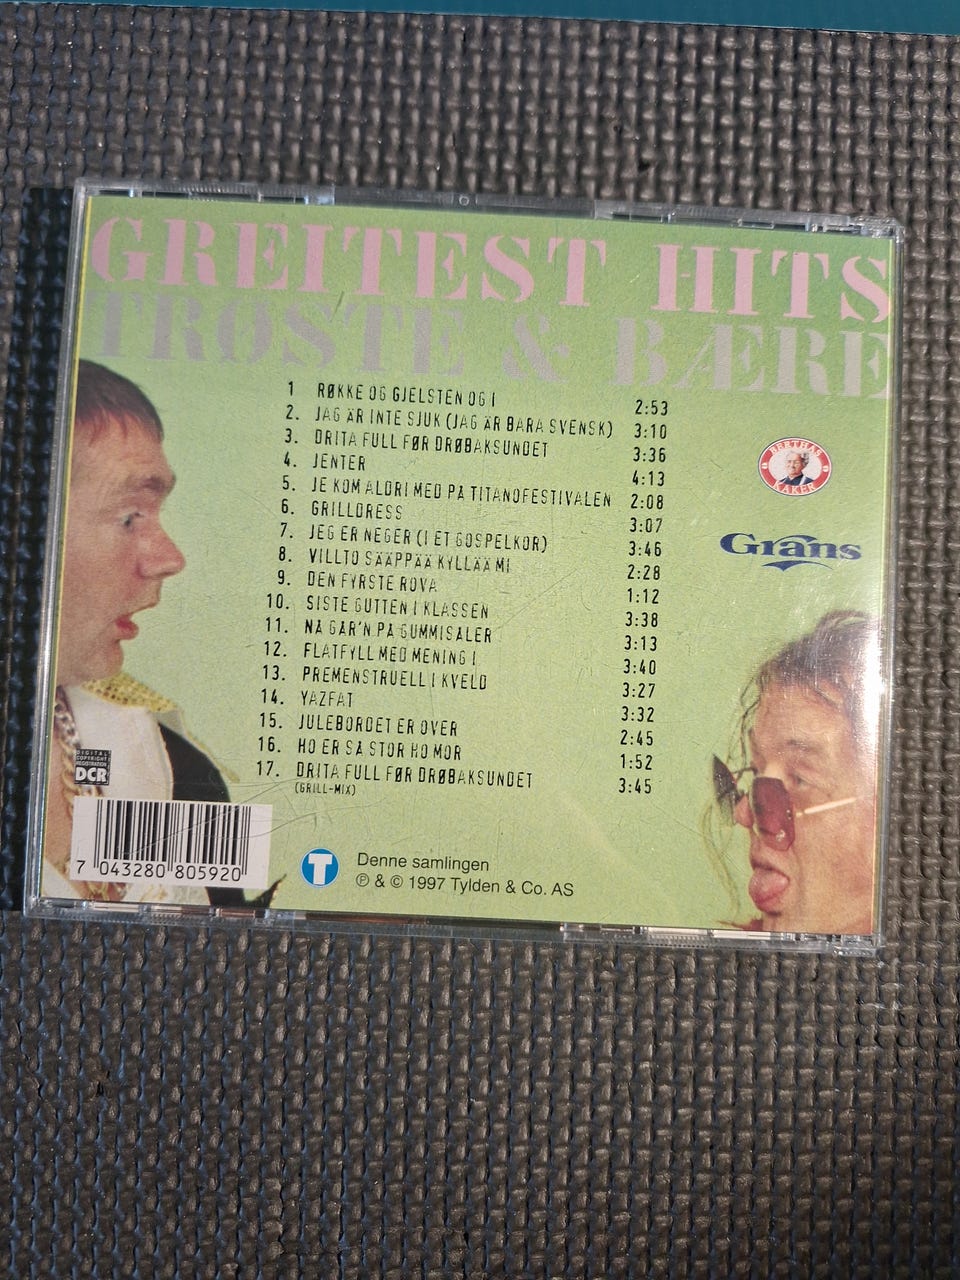 GREITEST HITS
TRØSTE & BÆRE
1 RØKKE OG GJELSTEN OG I 2:53
2. JAG ÄR INTE SJUK (JAG ÄR BARA SVENSK) 3:10
3. DRITA FULL FØR DRØBAKSUNDET 3:36
4. JENTER 4:13
5. JE KOM ALDRI MED PÅ TITANOFESTIVALEN 2:08
6. GRILLDRESS 3:07
7. JEG ER NEGER (I ET GOSPELKOR) 3:46
8. VILLTO SÄÄPPÄÄ KYLLÄÄ MI 2:28
9. DEN FYRSTE ROVA 1:12
10. SISTE GUTTEN I KLASSEN 3:38
11. NÅ GÅR'N PÅ GUMMISÅLER 3:13
12. FLATFYLL MED MENING I 3:40
13. PREMENSTRUELL I KVELD 3:27
14. YAZFAT 3:32
15. JULEBORDET ER OVER 2:45
16. HO ER SÅ STOR HO MOR 1:52
17. DRITA FULL FØR DRØBAKSUNDET 3:45
(GRILL-MIX)
BERTHAS
KAKER
Grans
DIGITAL
COPYRIGHT
REGISTRATION
DCR
7 043280 805920
T
Denne samlingen
℗ & © 1997 Tylden & Co. AS